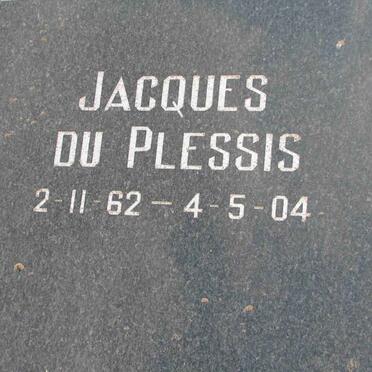 JACQUES
DU PLESSIS
2-11-62 — 4-5-04